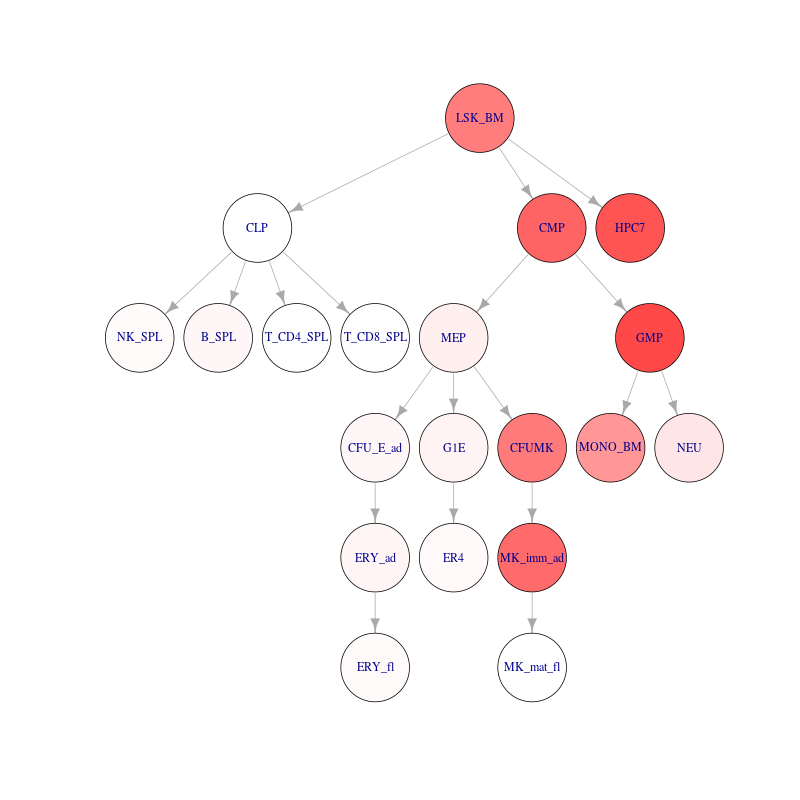 LSK_BM
CLP
CMP
HPC7
NK_SPL
B_SPL
T_CD4_SPL
T_CD8_SPL
MEP
GMP
CFU_E_ad
G1E
CFUMK
MONO_BM
NEU
ERY_ad
ER4
MK_imm_ad
ERY_fl
MK_mat_fl